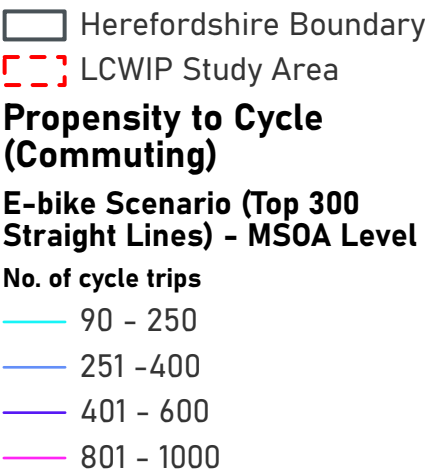 Herefordshire Boundary
LCWIP Study Area
Propensity to Cycle
(Commuting)
E-bike Scenario (Top 300
Straight Lines) - MSOA Level
No. of cycle trips
90 - 250
251 -400
401 - 600
801 - 1000